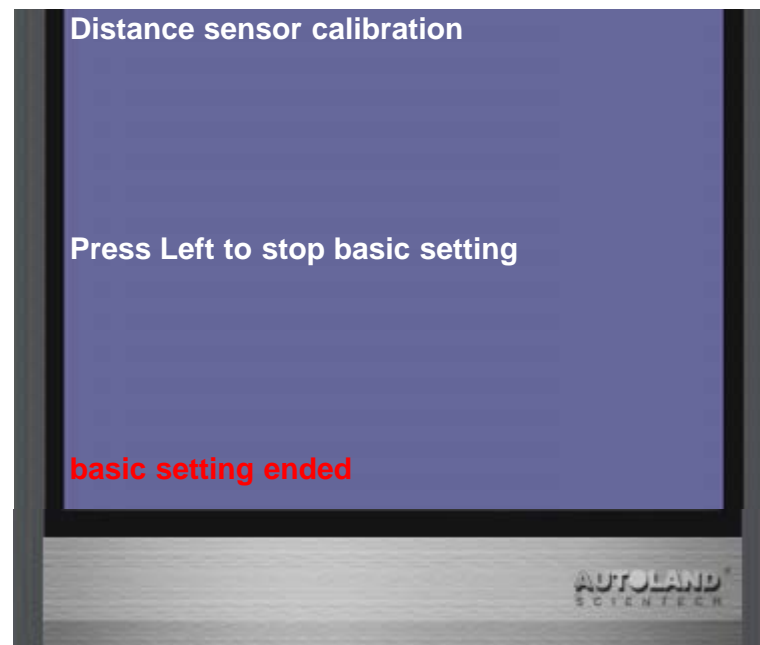 Distance sensor calibration
Press Left to stop basic setting
basic setting ended
AUTOLAND
SCIENTECH